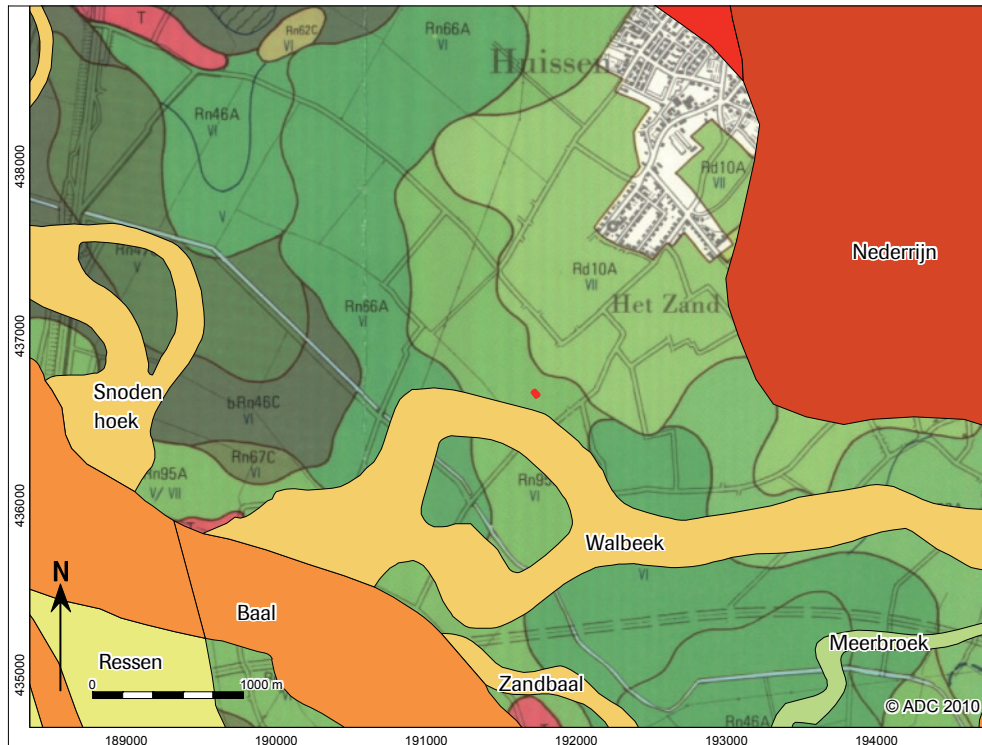 T
Rn62C
VI
Rn66A
VI
Huissen
Rn46A
VI
438000
Rd10A
VII
V
V
Nederrijn
Rd10A
VII
Rn66A
VI
Het Zand
437000
Snoden
hoek
bRn46C
VI
Rn67C
VI
Rn95A
V/ VII
VI
436000
T
Walbeek
VI
N
Baal
Meerbroek
Ressen
435000
0
1000 m
Zandbaal
T
Rn46A
© ADC 2010
189000
190000
191000
192000
193000
194000